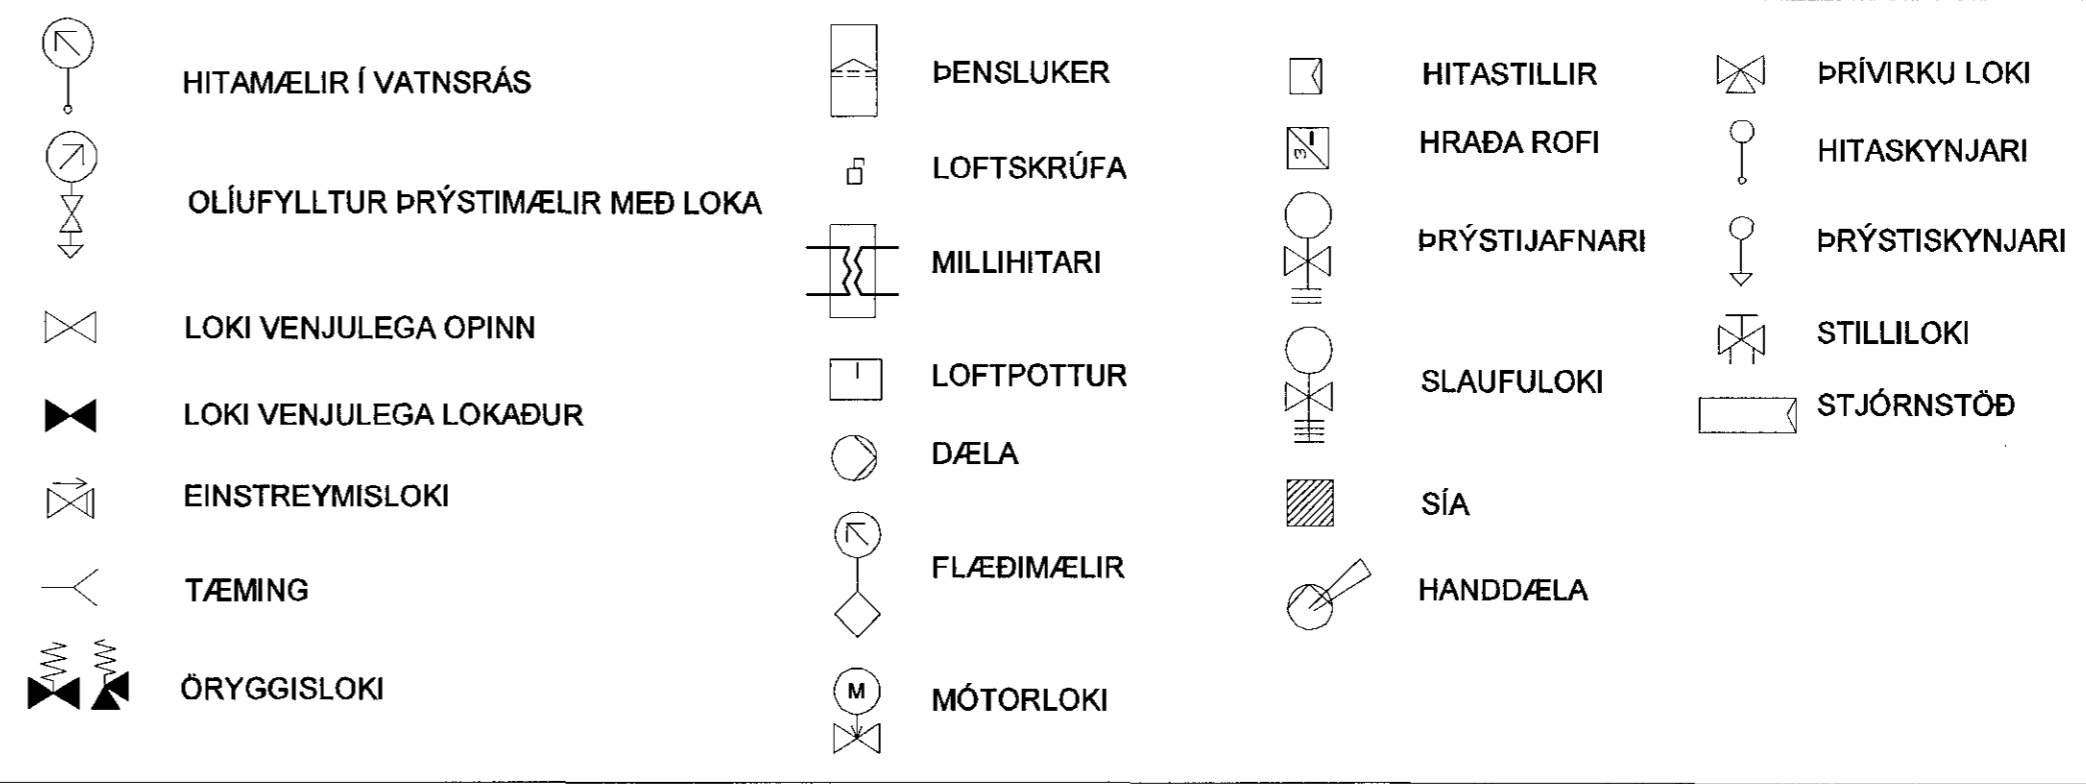 HITAMÆLIR Í VATNSRÁS
OLÍUFYLLTUR ÞRÝSTIMÆLIR MEÐ LOKA
LOKI VENJULEGA OPINN
LOKI VENJULEGA LOKAÐUR
EINSTREYMISLOKI
TÆMING
ÖRYGGISLOKI
ÞENSLUKER
LOFTSKRÚFA
MILLIHITARI
LOFTPOTTUR
DÆLA
FLÆÐIMÆLIR
M
MÓTORLOKI
HITASTILLIR
3
HRAÐA ROFI
ÞRÝSTIJAFNARI
SLAUFULOKI
SÍA
HANDDÆLA
ÞRÍVIRKU LOKI
HITASKYNJARI
ÞRÝSTISKYNJARI
STILLILOKI
STJÓRNSTÖÐ